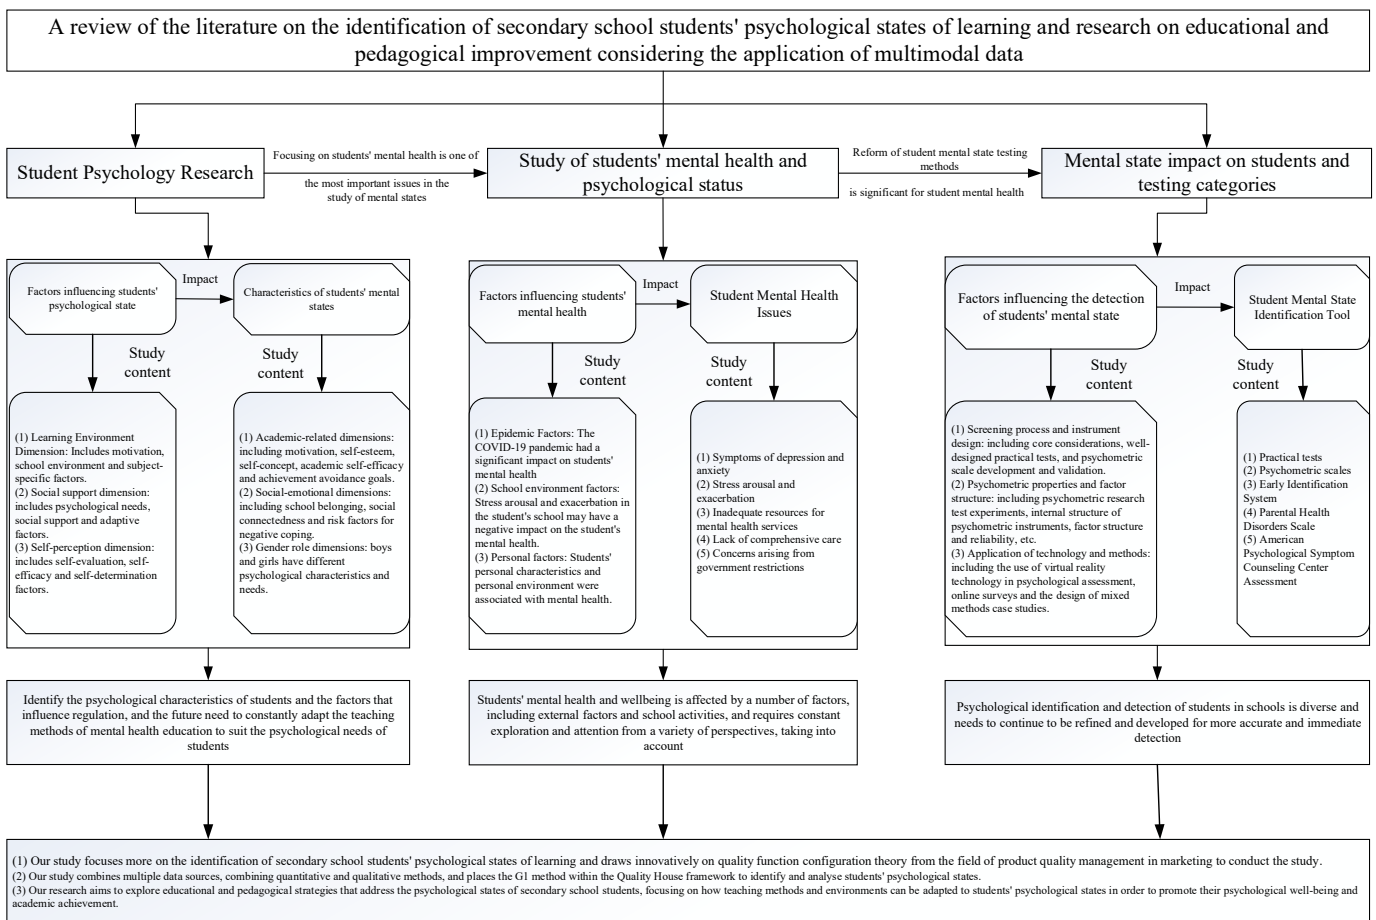 A review of the literature on the identification of secondary school students' psychological states of learning and research on educational and
pedagogical improvement considering the application of multimodal data
Student Psychology Research
Focusing on students' mental health is one of
the most important issues in the
study of mental states
Study of students' mental health and
psychological status
Reform of student mental state testing
methods
is significant for student mental health
Mental state impact on students and
testing categories
Factors influencing students'
psychological state
Impact
Characteristics of students' mental
states
Study
content
Study
content
(1) Learning Environment
Dimension: Includes motivation,
school environment and subject-
specific factors.
(2) Social support dimension:
includes psychological needs,
social support and adaptive
factors.
(3) Self-perception dimension:
includes self-evaluation, self-
efficacy and self-determination
factors.
(1) Academic-related dimensions:
including motivation, self-esteem,
self-concept, academic self-efficacy
and achievement avoidance goals.
(2) Social-emotional dimensions:
including school belonging, social
connectedness and risk factors for
negative coping.
(3) Gender role dimensions: boys
and girls have different
psychological characteristics and
needs.
Factors influencing students'
mental health
Impact
Student Mental Health
Issues
Study
content
Study
content
(1) Epidemic Factors: The
COVID-19 pandemic had a
significant impact on students'
mental health
(2) School environment factors:
Stress arousal and exacerbation in
the student's school may have a
negative impact on the student's
mental health.
(3) Personal factors: Students'
personal characteristics and
personal environment were
associated with mental health.
(1) Symptoms of depression and
anxiety
(2) Stress arousal and
exacerbation
(3) Inadequate resources for
mental health services
(4) Lack of comprehensive care
(5) Concerns arising from
government restrictions
Factors influencing the detection
of students' mental state
Impact
Student Mental State
Identification Tool
Study
content
Study
content
(1) Screening process and instrument
design: including core considerations, well-
designed practical tests, and psychometric
scale development and validation.
(2) Psychometric properties and factor
structure: including psychometric research
test experiments, internal structure of
psychometric instruments, factor structure
and reliability, etc.
(3) Application of technology and methods:
including the use of virtual reality
technology in psychological assessment,
online surveys and the design of mixed
methods case studies.
(1) Practical tests
(2) Psychometric scales
(3) Early Identification
System
(4) Parental Health
Disorders Scale
(5) American
Psychological Symptom
Counseling Center
Assessment
Identify the psychological characteristics of students and the factors that
influence regulation, and the future need to constantly adapt the teaching
methods of mental health education to suit the psychological needs of
students
Students' mental health and wellbeing is affected by a number of factors,
including external factors and school activities, and requires constant
exploration and attention from a variety of perspectives, taking into
account
Psychological identification and detection of students in schools is diverse and
needs to continue to be refined and developed for more accurate and immediate
detection
(1) Our study focuses more on the identification of secondary school students' psychological states of learning and draws innovatively on quality function configuration theory from the field of product quality management in marketing to conduct the study.
(2) Our study combines multiple data sources, combining quantitative and qualitative methods, and places the G1 method within the Quality House framework to identify and analyse students' psychological states.
(3) Our research aims to explore educational and pedagogical strategies that address the psychological states of secondary school students, focusing on how teaching methods and environments can be adapted to students' psychological states in order to promote their psychological well-being and
academic achievement.